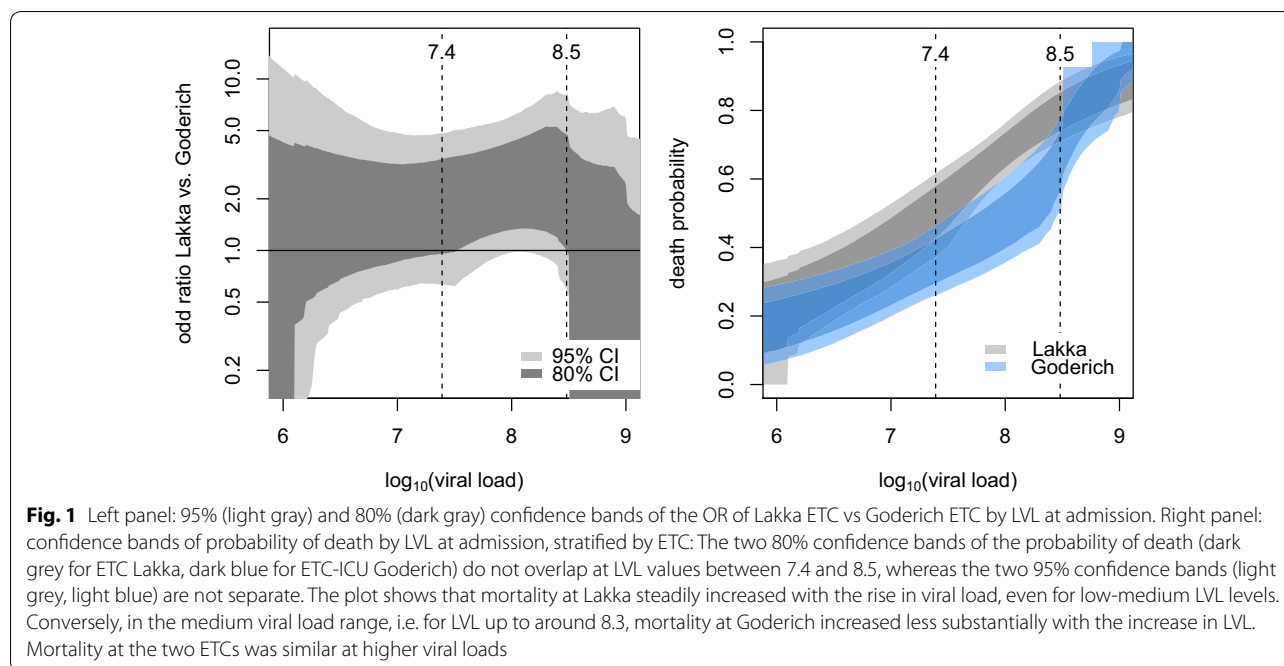 7.4
8.5
10.0
5.0
2.0
1.0
0.5
0.2
odd ratio Lakka vs. Goderich
95% CI
80% CI
6
7
8
9
log10(viral load)
7.4
8.5
1.0
0.8
0.6
0.4
0.2
0.0
death probability
Lakka
Goderich
6
7
8
9
log10(viral load)
Fig. 1 Left panel: 95% (light gray) and 80% (dark gray) confidence bands of the OR of Lakka ETC vs Goderich ETC by LVL at admission. Right panel:
confidence bands of probability of death by LVL at admission, stratified by ETC: The two 80% confidence bands of the probability of death (dark
grey for ETC Lakka, dark blue for ETC-ICU Goderich) do not overlap at LVL values between 7.4 and 8.5, whereas the two 95% confidence bands (light
grey, light blue) are not separate. The plot shows that mortality at Lakka steadily increased with the rise in viral load, even for low-medium LVL levels.
Conversely, in the medium viral load range, i.e. for LVL up to around 8.3, mortality at Goderich increased less substantially with the increase in LVL.
Mortality at the two ETCs was similar at higher viral loads